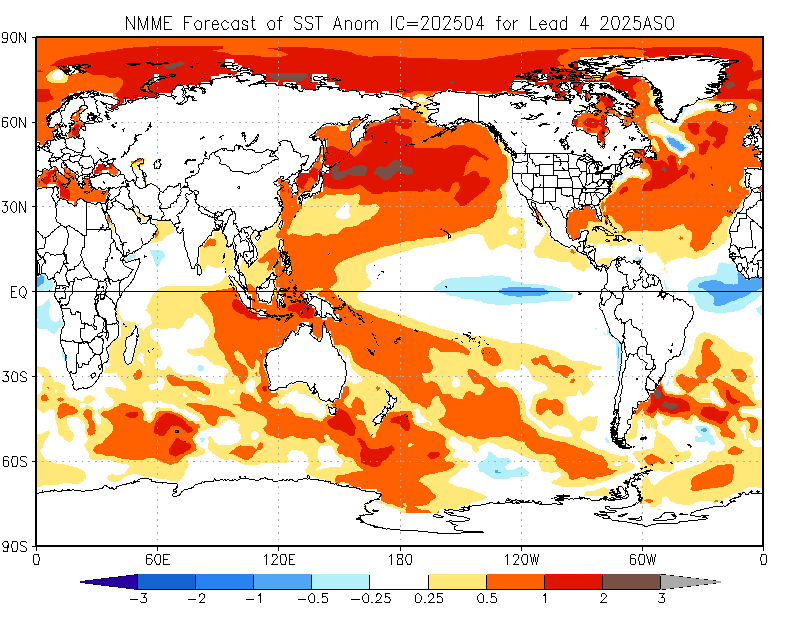 NMME Forecast of SST Anom IC=202504 for Lead 4 2025ASO
90N
60N
30N
EQ
30S
60S
90S
0 60E 120E 180 120W 60W 0
-3 -2 -1 -0.5 -0.25 0.25 0.5 1 2 3